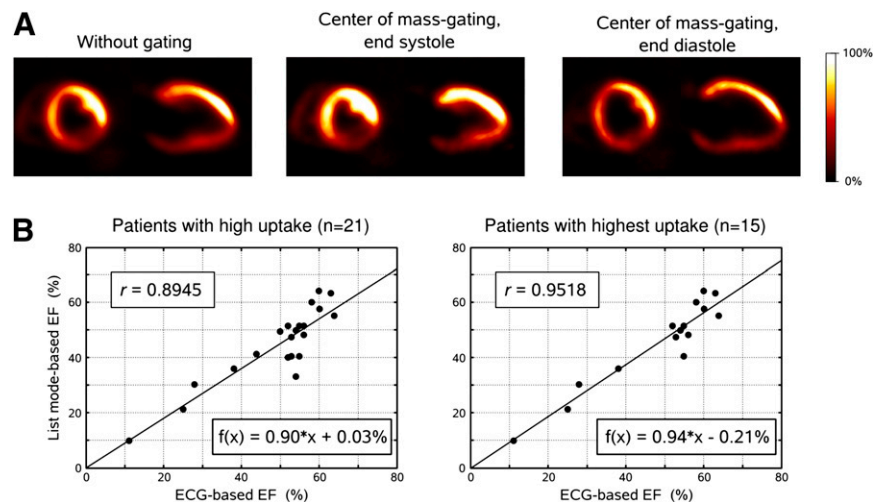 A
Without gating
Center of mass-gating,
end systole
Center of mass-gating,
end diastole
100%
0%
B
Patients with high uptake (n=21)
80
60
40
20
0
0
20
40
60
80
List mode-based EF (%)
ECG-based EF (%)
r = 0.8945
f(x) = 0.90*x + 0.03%
Patients with highest uptake (n=15)
80
60
40
20
0
0
20
40
60
80
ECG-based EF (%)
r = 0.9518
f(x) = 0.94*x - 0.21%